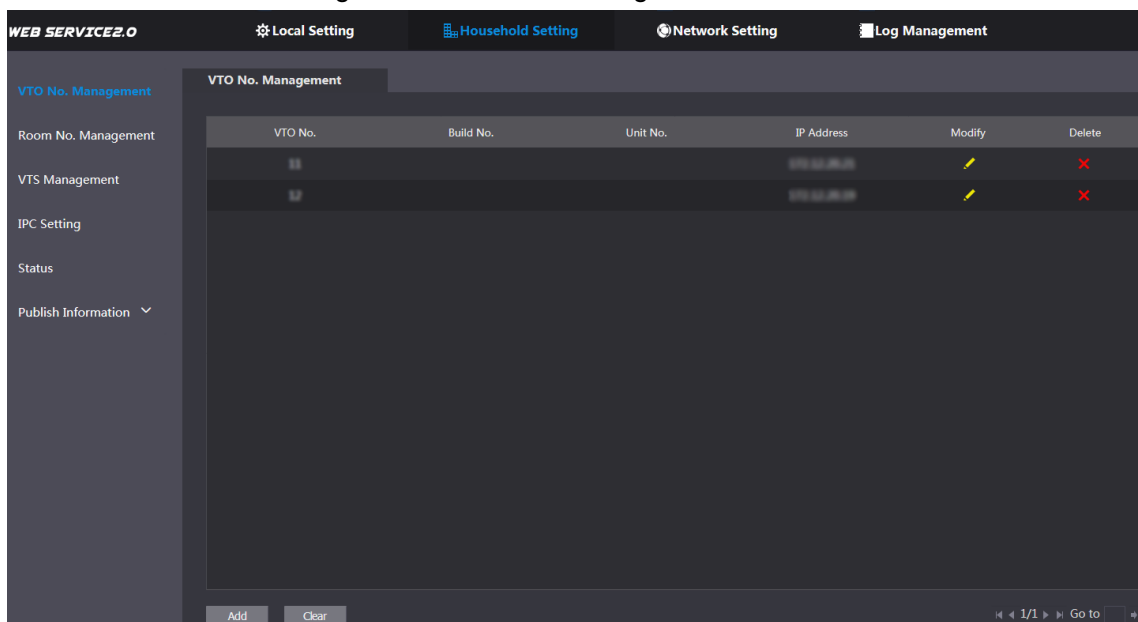 WEB SERVICE2.0 Local Setting Household Setting Network Setting Log Management
VTO No. Management
Room No. Management
VTS Management
IPC Setting
Status
Publish Information
VTO No. Management
VTO No. Build No. Unit No. IP Address Modify Delete
Add Clear 1/1 Go to